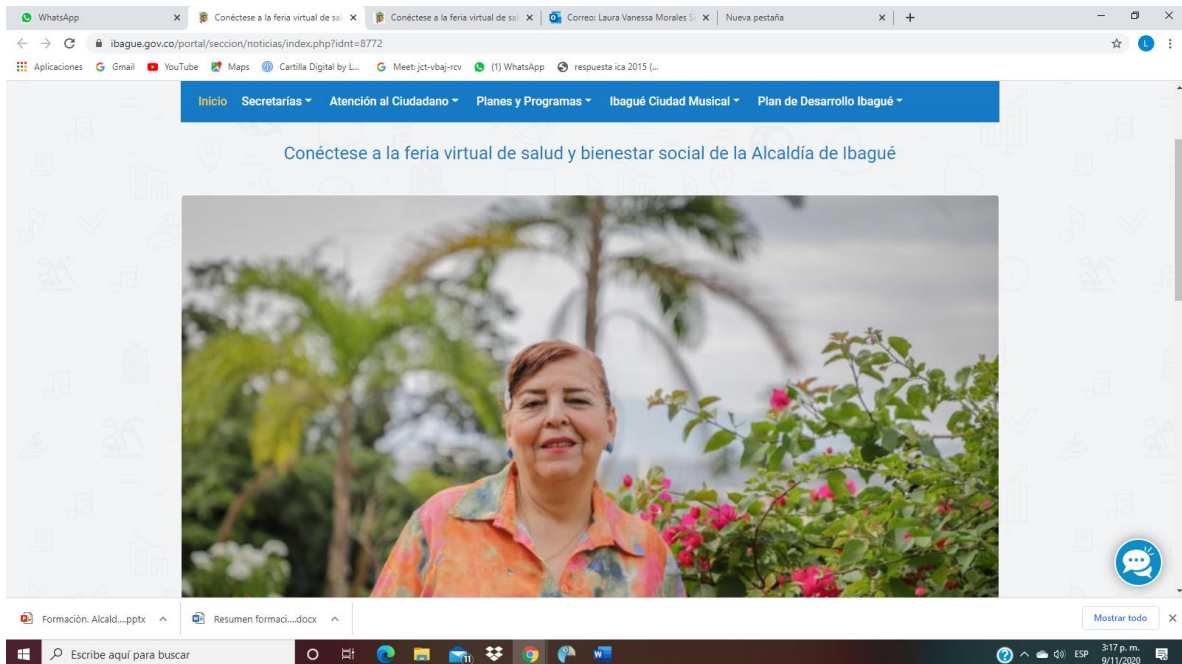 WhatsApp
Conéctese a la feria virtual de sal
Conéctese a la feria virtual de sal
Correo: Laura Vanessa Morales S
Nueva pestaña
ibague.gov.co/portal/seccion/noticias/index.php?idnt=8772
L
Aplicaciones
Gmail
YouTube
Maps
Cartilla Digital by L...
Meet: jct-vbaj-rcv
(1) WhatsApp
respuesta ica 2015 (...
Inicio
Secretarías
Atención al Ciudadano
Planes y Programas
Ibagué Ciudad Musical
Plan de Desarrollo Ibagué
Conéctese a la feria virtual de salud y bienestar social de la Alcaldía de Ibagué
Formaciòn. Alcald....pptx
Resumen formaci....docx
Mostrar todo
Escribe aquí para buscar
11
ESP
3:17 p. m.
9/11/2020